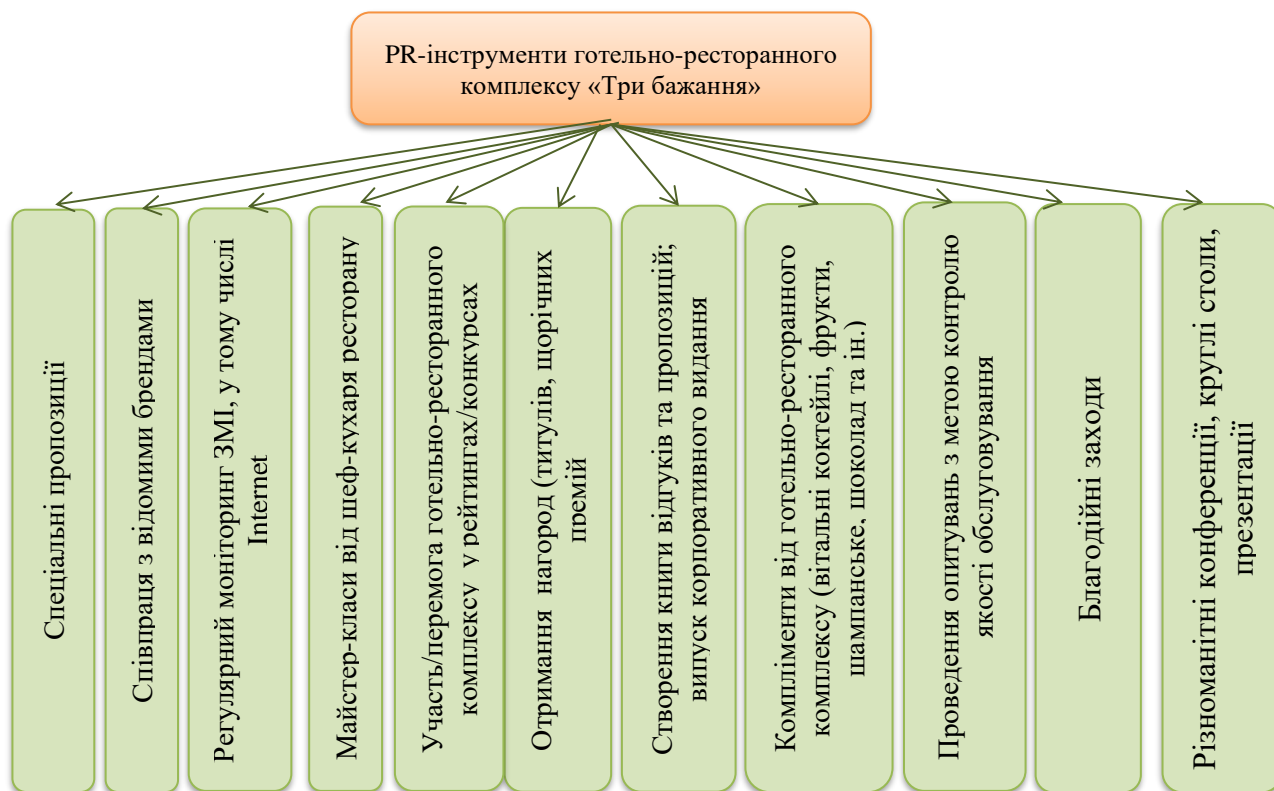 PR-інструменти готельно-ресторанного
комплексу «Три бажання»
Спеціальні пропозиції
Співпраця з відомими брендами
Регулярний моніторинг ЗМІ, у тому числі
Internet
Майстер-класи від шеф-кухаря ресторану
Участь/перемога готельно-ресторанного
комплексу у рейтингах/конкурсах
Отримання нагород (титулів, щорічних
премій
Створення книги відгуків та пропозицій;
випуск корпоративного видання
Компліменти від готельно-ресторанного
комплексу (вітальні коктейлі, фрукти,
шампанське, шоколад та ін.)
Проведення опитувань з метою контролю
якості обслуговування
Благодійні заходи
Різноманітні конференції, круглі столи,
презентації